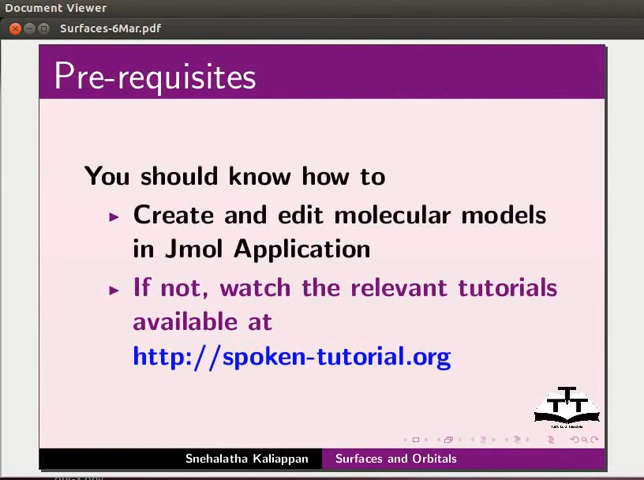 Document Viewer
Surfaces-6Mar.pdf
Pre-requisites
You should know how to
Create and edit molecular models
in Jmol Application
If not, watch the relevant tutorials
available at
http://spoken-tutorial.org
Snehalatha Kaliappan
Surfaces and Orbitals